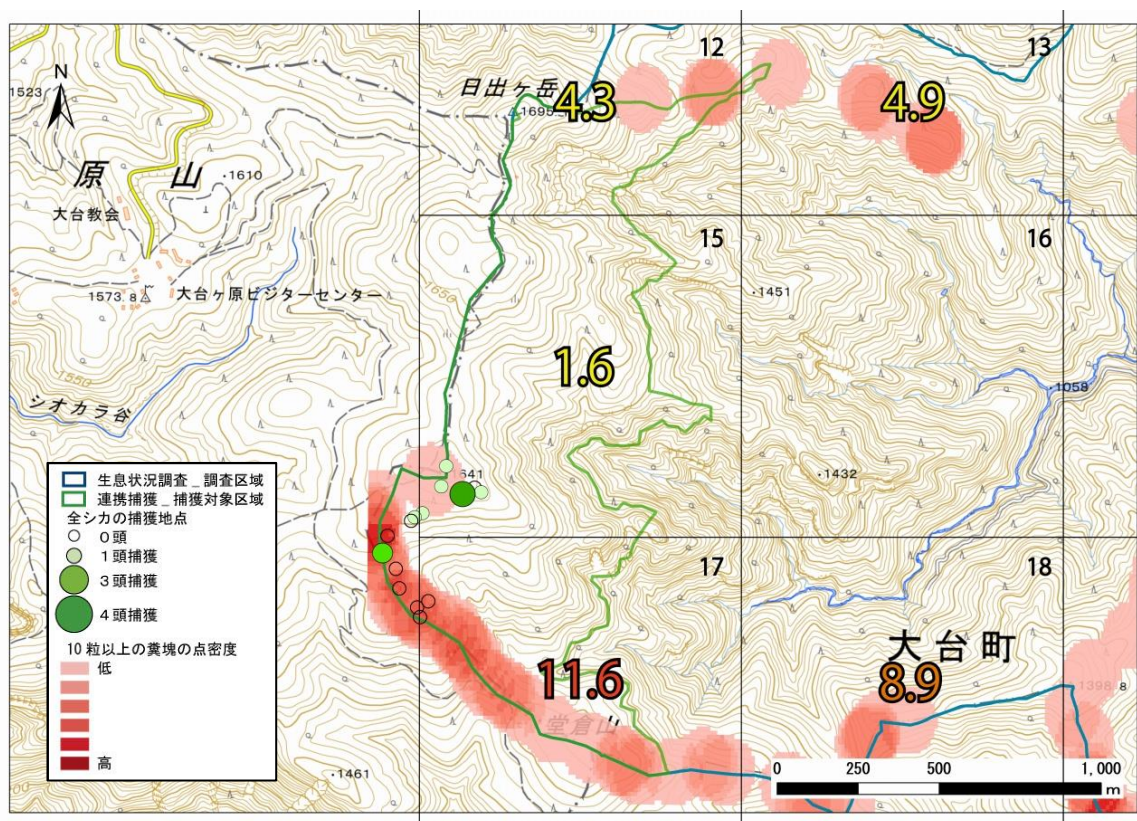 12
13
日出ヶ岳
4.3
4.9
1523
N
1695
原 山
・1610
大台教会
15
16
・1451
1573.8
大台ヶ原ビジターセンター
1650
1.6
1550
・1058
シオカラ谷
641
・1432
生息状況調査_調査区域
連携捕獲_捕獲対象区域
全シカの捕獲地点
0頭
1頭捕獲
3頭捕獲
4頭捕獲
10粒以上の糞塊の点密度
低
高
17
18
大台町
11.6
8.9
1398.8
堂倉山
・1461
0 250 500 1,000
m